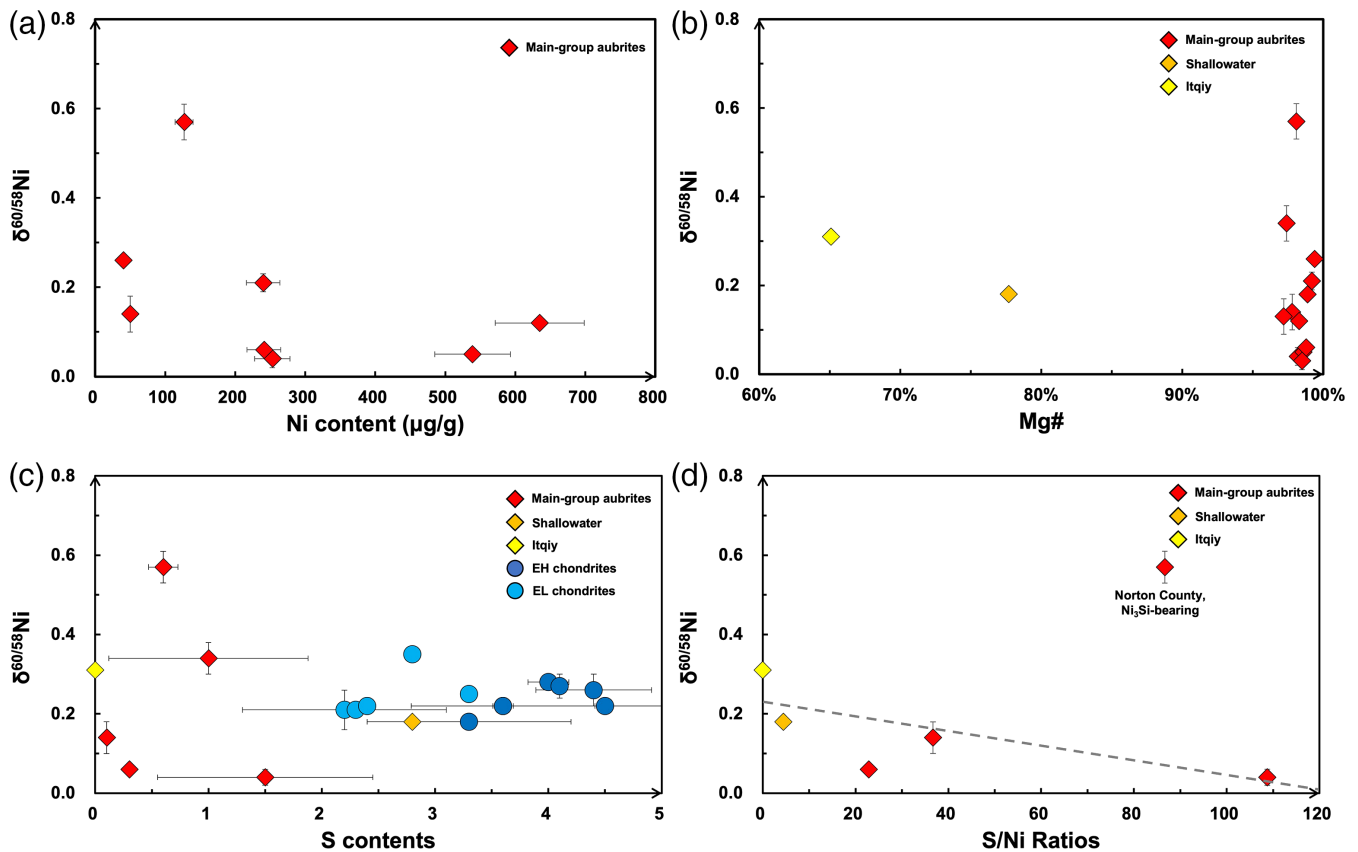 (a)
0.8
0.6
0.4
0.2
0.0
δ60/58Ni
Main-group aubrites
0 100 200 300 400 500 600 700 800
Ni content (μg/g)
(b)
0.8
0.6
0.4
0.2
0.0
δ60/58Ni
Main-group aubrites
Shallowater
Itqiy
60% 70% 80% 90% 100%
Mg#
(c)
0.8
0.6
0.4
0.2
0.0
δ60/58Ni
Main-group aubrites
Shallowater
Itqiy
EH chondrites
EL chondrites
0 1 2 3 4 5
S contents
(d)
0.8
0.6
0.4
0.2
0.0
δ60/58Ni
Main-group aubrites
Shallowater
Itqiy
Norton County,
Ni3Si-bearing
0 20 40 60 80 100 120
S/Ni Ratios